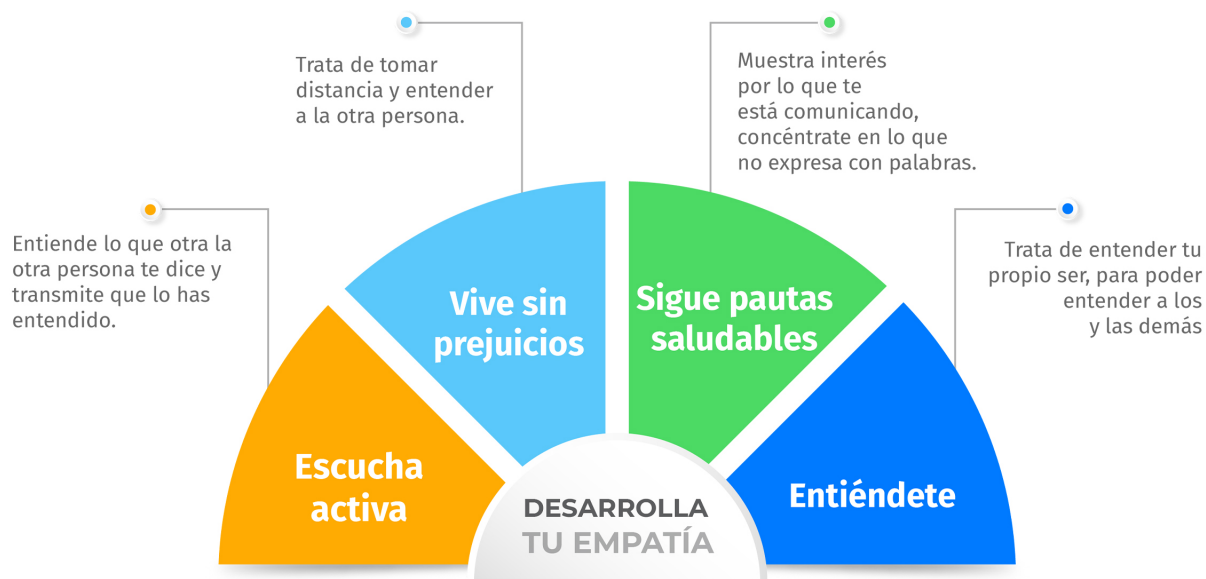 Trata de tomar
distancia y entender
a la otra persona.
Muestra interés
por lo que te
está comunicando,
concéntrate en lo que
no expresa con palabras.
Entiende lo que otra la
otra persona te dice y
transmite que lo has
entendido.
Trata de entender tu
propio ser, para poder
entender a los
y las demás
Vive sin
prejuicios
Sigue pautas
saludables
Escucha
activa
Entiéndete
DESARROLLA
TU EMPATÍA